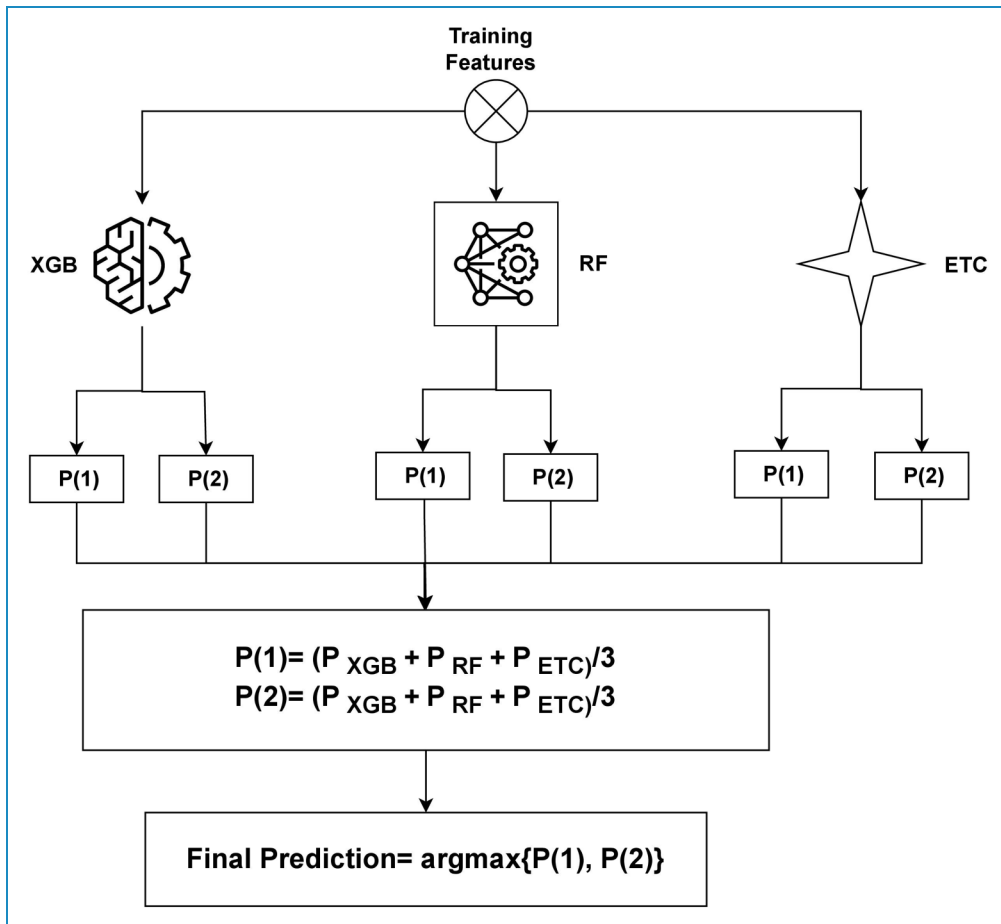 Training
Features
XGB
RF
ETC
P(1)
P(2)
P(1)
P(2)
P(1)
P(2)
P(1)= (P XGB + P RF + P ETC)/3
P(2)= (P XGB + P RF + P ETC)/3
Final Prediction= argmax{P(1), P(2)}